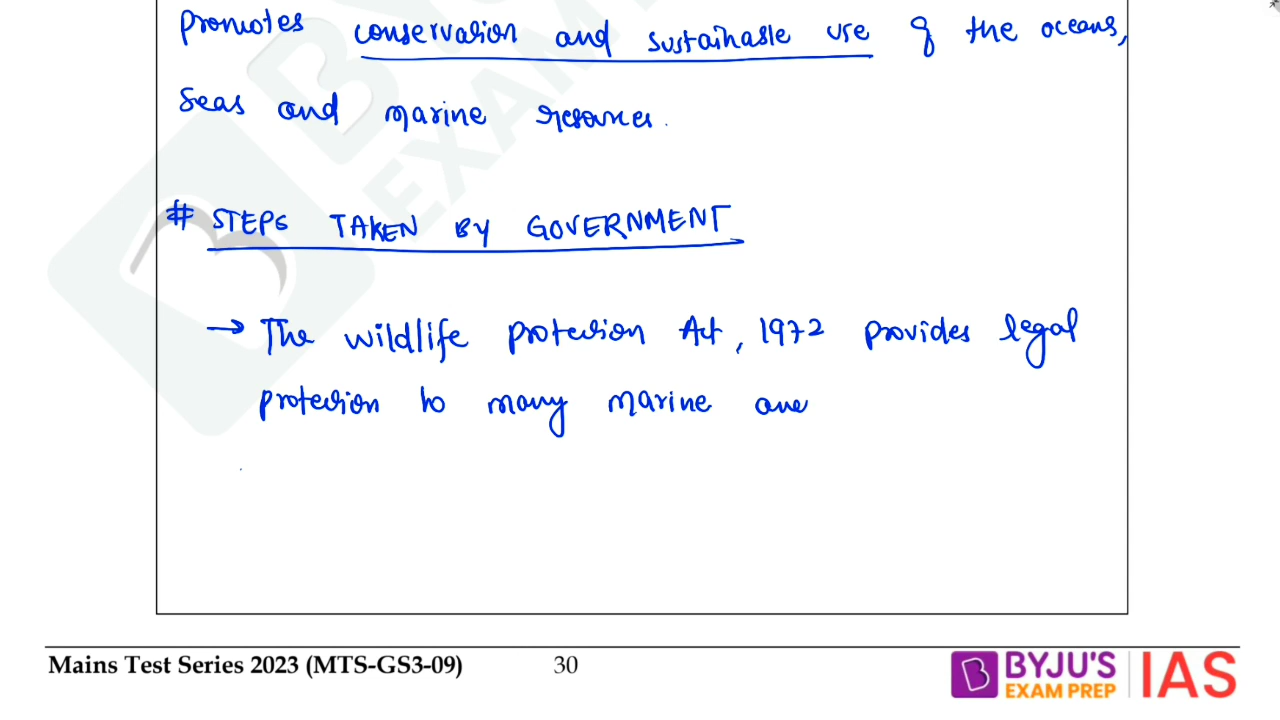 promotes conservation and sustainable use of the oceans,
seas and marine resources.
# STEPS TAKEN BY GOVERNMENT
→ The wildlife protection Act, 1972 provides legal
protection to many marine
Mains Test Series 2023 (MTS-GS3-09) 30
BYJU'S
EXAM PREP
IAS